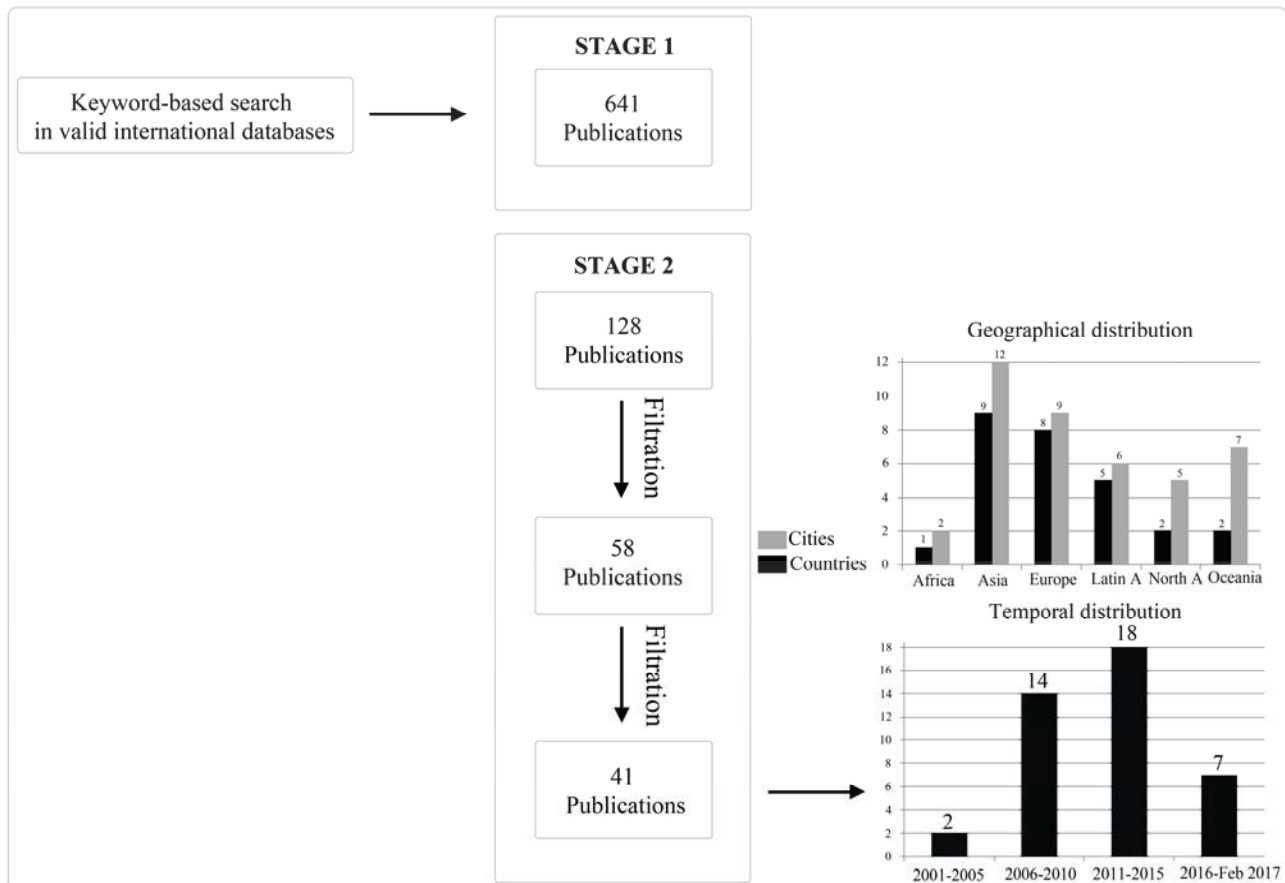 STAGE 1
641
Publications
Keyword-based search
in valid international databases
STAGE 2
128
Publications
Filtration
58
Publications
Filtration
41
Publications
Cities
Countries
Geographical distribution
12
10
8
6
4
2
0
1
2
9
12
8
9
5
6
2
5
2
7
Africa
Asia
Europe
Latin A
North A
Oceania
Temporal distribution
18
16
14
12
10
8
6
4
2
0
2
14
18
7
2001-2005
2006-2010
2011-2015
2016-Feb 2017